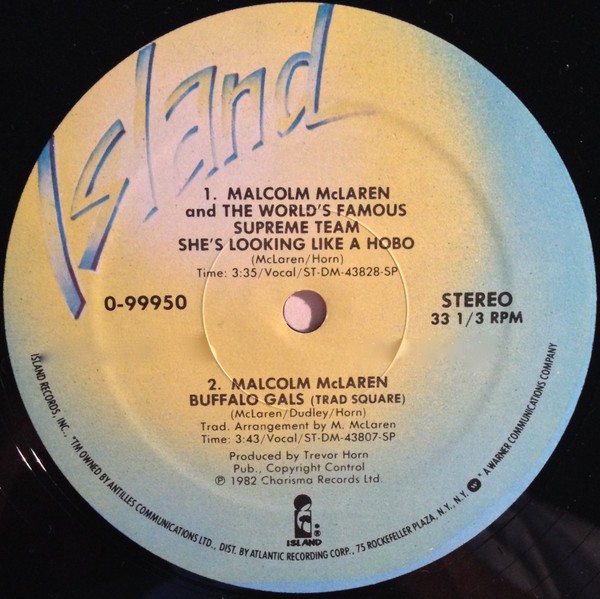 Island
1. MALCOLM McLAREN
and THE WORLD'S FAMOUS
SUPREME TEAM
SHE'S LOOKING LIKE A HOBO
(McLaren/Horn)
Time: 3:35/Vocal/ST-DM-43828-SP
0-99950
STEREO
33 1/3 RPM
2. MALCOLM McLAREN
BUFFALO GALS (TRAD SQUARE)
(McLaren/Dudley/Horn)
Trad. Arrangement by M. McLaren
Time: 3:43/Vocal/ST-DM-43807-SP
Produced by Trevor Horn
Pub., Copyright Control
℗ 1982 Charisma Records Ltd.
ISLAND®
ISLAND RECORDS, INC., *TM OWNED BY ANTILLES COMMUNICATIONS LTD., DIST. BY ATLANTIC RECORDING CORP., 75 ROCKEFELLER PLAZA, N.Y., N.Y. * A WARNER COMMUNICATIONS COMPANY